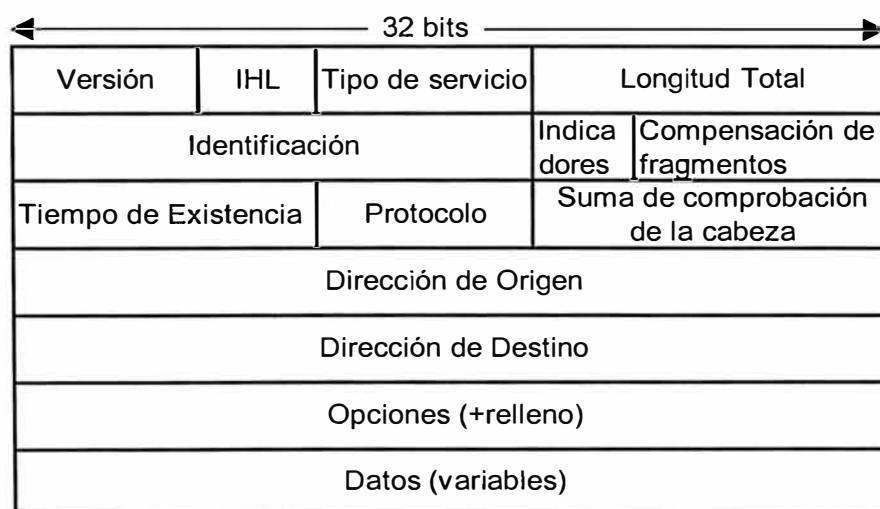 32 bits
Versión IHL Tipo de servicio Longitud Total
Identificación Indica
dores Compensación de
fragmentos
Tiempo de Existencia Protocolo Suma de comprobación
de la cabeza
Dirección de Origen
Dirección de Destino
Opciones (+relleno)
Datos (variables)